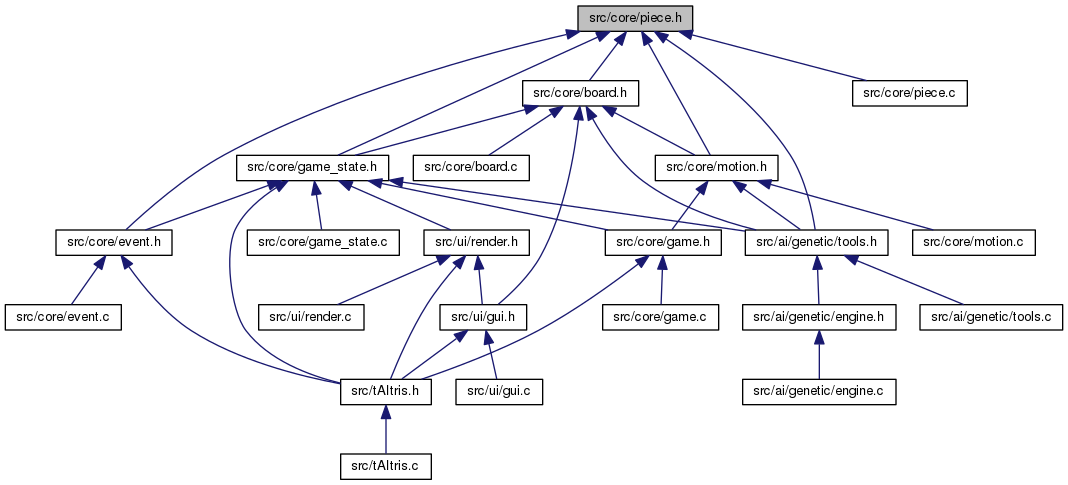 src/core/piece.h
src/core/board.h
src/core/piece.c
src/core/game_state.h
src/core/board.c
src/core/motion.h
src/core/event.h
src/core/game_state.c
src/ui/render.h
src/core/game.h
src/ai/genetic/tools.h
src/core/motion.c
src/core/event.c
src/ui/render.c
src/ui/gui.h
src/core/game.c
src/ai/genetic/engine.h
src/ai/genetic/tools.c
src/tAltris.h
src/ui/gui.c
src/ai/genetic/engine.c
src/tAltris.c